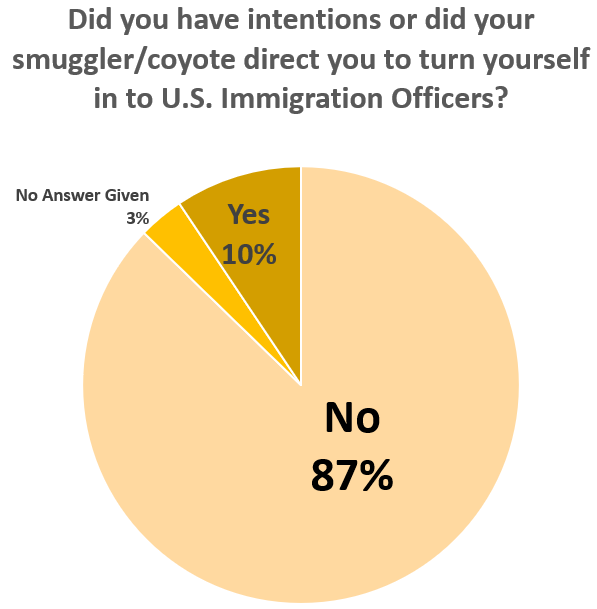 Did you have intentions or did your
smuggler/coyote direct you to turn yourself
in to U.S. Immigration Officers?
No Answer Given
3%
Yes
10%
No
87%